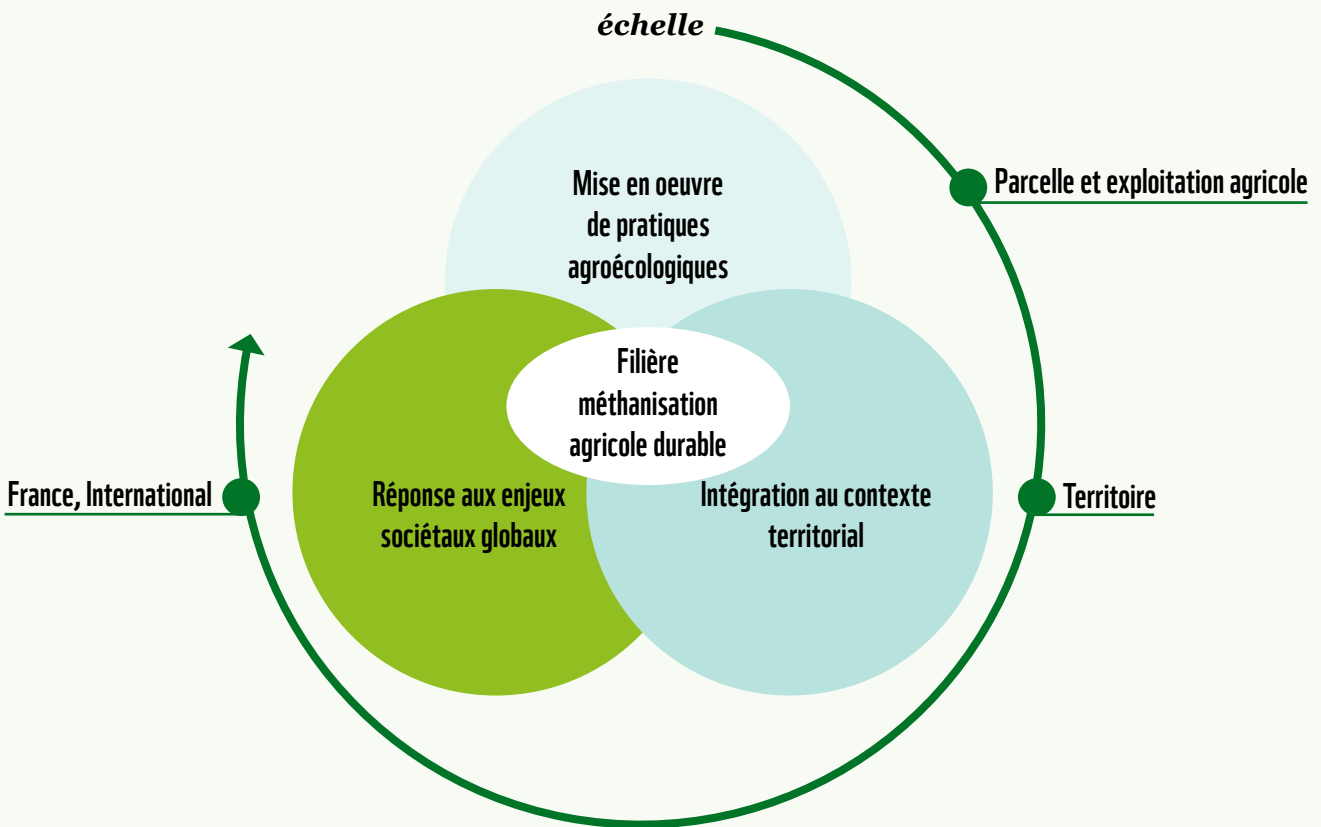 échelle
Parcelle et exploitation agricole
Mise en oeuvre
de pratiques
agroécologiques
Filière
méthanisation
agricole durable
France, International
Réponse aux enjeux
sociétaux globaux
Intégration au contexte
territorial
Territoire